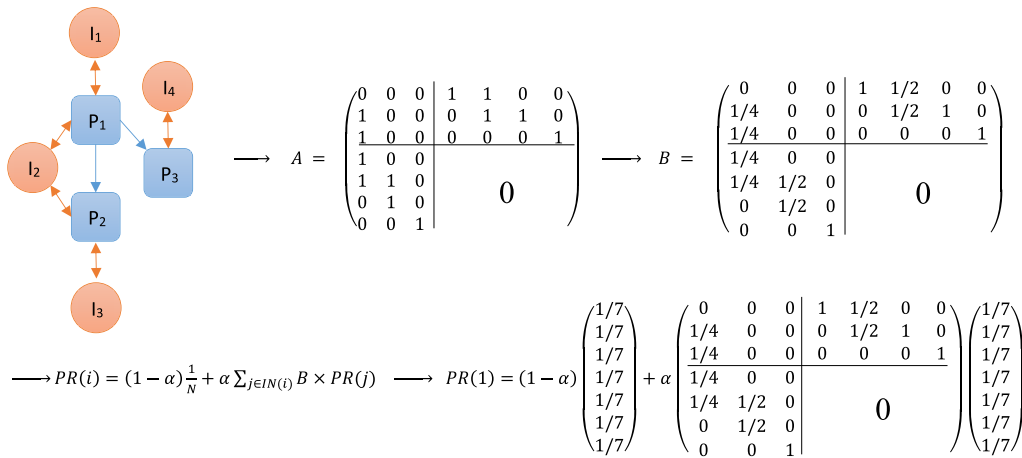 I₁
I₄
P₁
I₂
P₃
P₂
I₃
⟶ A =
0 0 0 1 1 0 0
1 0 0 0 1 1 0
1 0 0 0 0 0 1
1 0 0
1 1 0
0 1 0
0 0 1
0
⟶ B =
0 0 0 1 1/2 0 0
1/4 0 0 0 1/2 1 0
1/4 0 0 0 0 0 1
1/4 0 0
1/4 1/2 0
0 1/2 0
0 0 1
0
⟶ PR(i) = (1 − α) 1/N + α ∑_{j∈IN(i)} B × PR(j)
⟶ PR(1) = (1 − α)
1/7
1/7
1/7
1/7
1/7
1/7
1/7
+ α
0 0 0 1 1/2 0 0
1/4 0 0 0 1/2 1 0
1/4 0 0 0 0 0 1
1/4 0 0
1/4 1/2 0
0 1/2 0
0 0 1
0
1/7
1/7
1/7
1/7
1/7
1/7
1/7